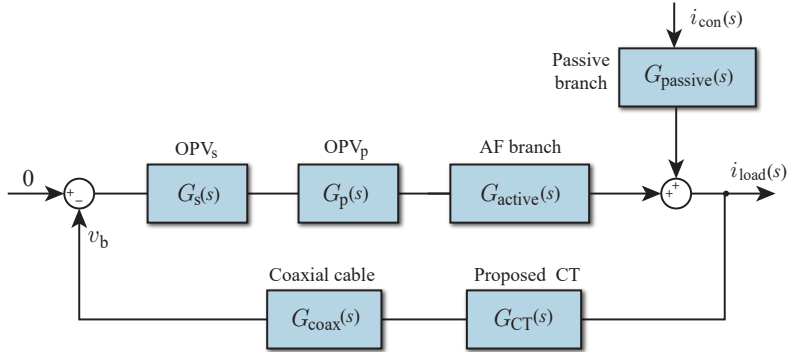 i_con(s)
Passive
branch
G_passive(s)
OPV_s
OPV_p
AF branch
0
+
−
G_s(s)
G_p(s)
G_active(s)
+
+
i_load(s)
v_b
Coaxial cable
Proposed CT
G_coax(s)
G_CT(s)